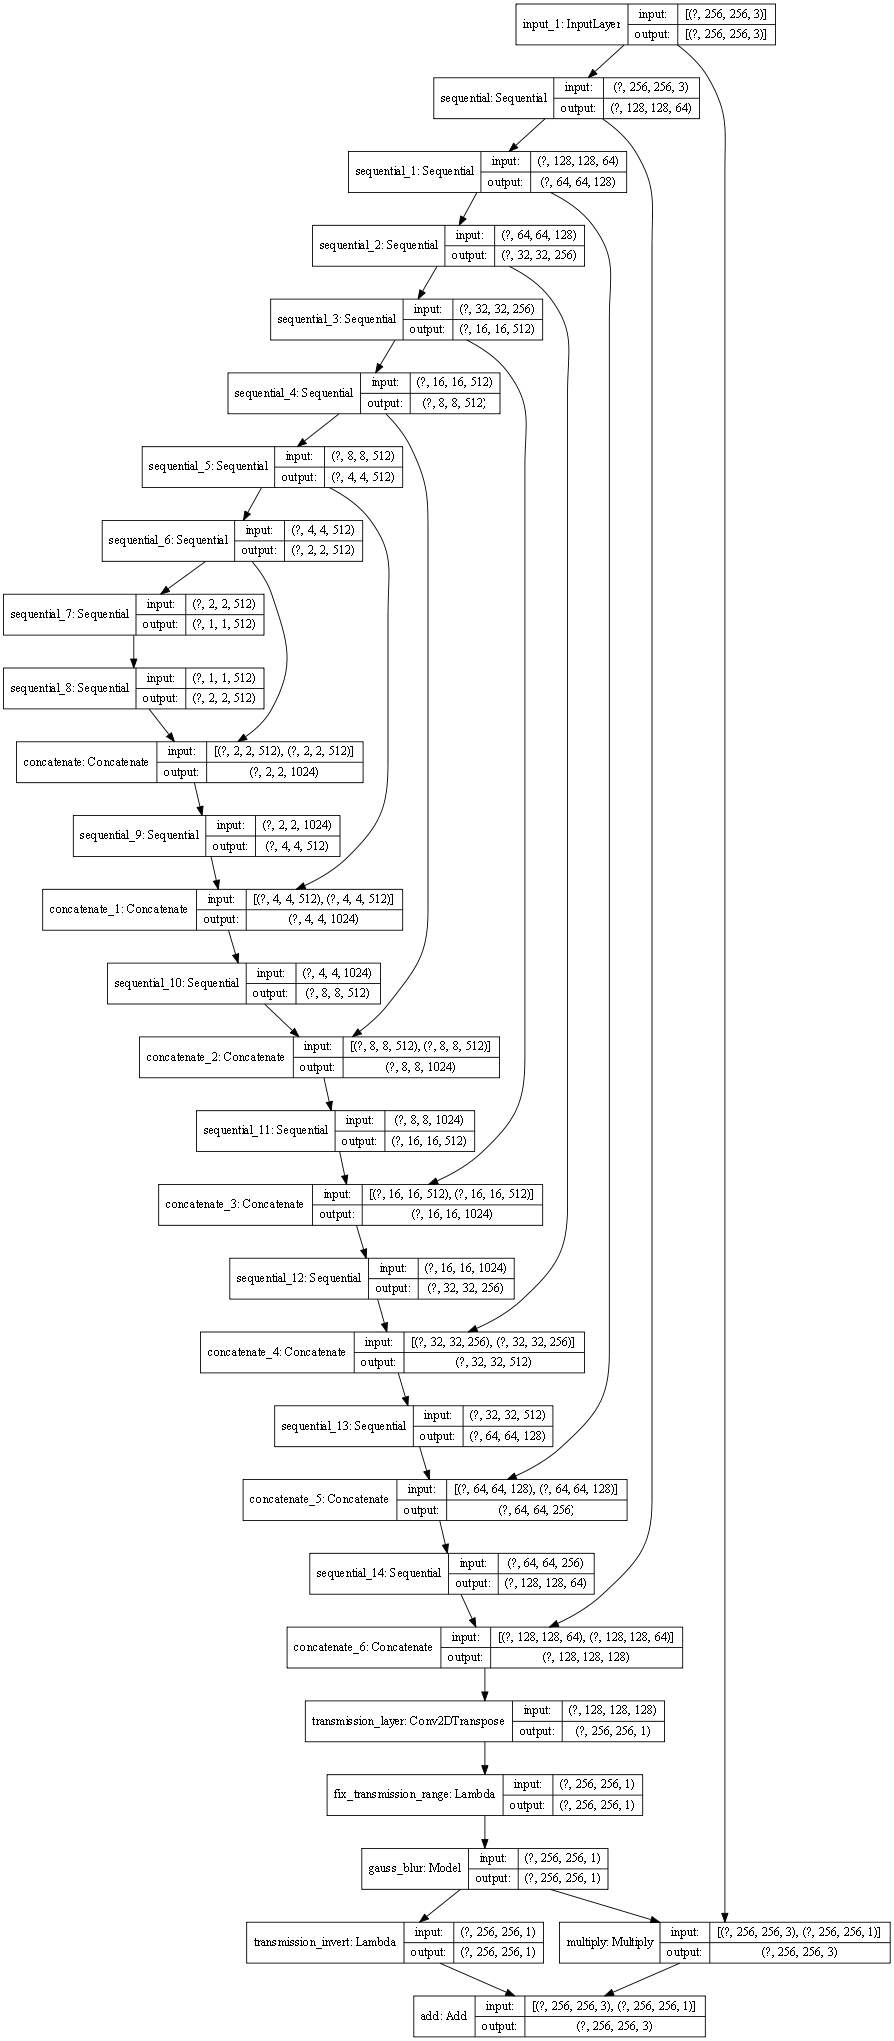 input_1: InputLayer
input: [(?, 256, 256, 3)]
output: [(?, 256, 256, 3)]
sequential: Sequential
input: (?, 256, 256, 3)
output: (?, 128, 128, 64)
sequential_1: Sequential
input: (?, 128, 128, 64)
output: (?, 64, 64, 128)
sequential_2: Sequential
input: (?, 64, 64, 128)
output: (?, 32, 32, 256)
sequential_3: Sequential
input: (?, 32, 32, 256)
output: (?, 16, 16, 512)
sequential_4: Sequential
input: (?, 16, 16, 512)
output: (?, 8, 8, 512)
sequential_5: Sequential
input: (?, 8, 8, 512)
output: (?, 4, 4, 512)
sequential_6: Sequential
input: (?, 4, 4, 512)
output: (?, 2, 2, 512)
sequential_7: Sequential
input: (?, 2, 2, 512)
output: (?, 1, 1, 512)
sequential_8: Sequential
input: (?, 1, 1, 512)
output: (?, 2, 2, 512)
concatenate: Concatenate
input: [(?, 2, 2, 512), (?, 2, 2, 512)]
output: (?, 2, 2, 1024)
sequential_9: Sequential
input: (?, 2, 2, 1024)
output: (?, 4, 4, 512)
concatenate_1: Concatenate
input: [(?, 4, 4, 512), (?, 4, 4, 512)]
output: (?, 4, 4, 1024)
sequential_10: Sequential
input: (?, 4, 4, 1024)
output: (?, 8, 8, 512)
concatenate_2: Concatenate
input: [(?, 8, 8, 512), (?, 8, 8, 512)]
output: (?, 8, 8, 1024)
sequential_11: Sequential
input: (?, 8, 8, 1024)
output: (?, 16, 16, 512)
concatenate_3: Concatenate
input: [(?, 16, 16, 512), (?, 16, 16, 512)]
output: (?, 16, 16, 1024)
sequential_12: Sequential
input: (?, 16, 16, 1024)
output: (?, 32, 32, 256)
concatenate_4: Concatenate
input: [(?, 32, 32, 256), (?, 32, 32, 256)]
output: (?, 32, 32, 512)
sequential_13: Sequential
input: (?, 32, 32, 512)
output: (?, 64, 64, 128)
concatenate_5: Concatenate
input: [(?, 64, 64, 128), (?, 64, 64, 128)]
output: (?, 64, 64, 256)
sequential_14: Sequential
input: (?, 64, 64, 256)
output: (?, 128, 128, 64)
concatenate_6: Concatenate
input: [(?, 128, 128, 64), (?, 128, 128, 64)]
output: (?, 128, 128, 128)
transmission_layer: Conv2DTranspose
input: (?, 128, 128, 128)
output: (?, 256, 256, 1)
fix_transmission_range: Lambda
input: (?, 256, 256, 1)
output: (?, 256, 256, 1)
gauss_blur: Model
input: (?, 256, 256, 1)
output: (?, 256, 256, 1)
transmission_invert: Lambda
input: (?, 256, 256, 1)
output: (?, 256, 256, 1)
multiply: Multiply
input: [(?, 256, 256, 3), (?, 256, 256, 1)]
output: (?, 256, 256, 3)
add: Add
input: [(?, 256, 256, 3), (?, 256, 256, 1)]
output: (?, 256, 256, 3)